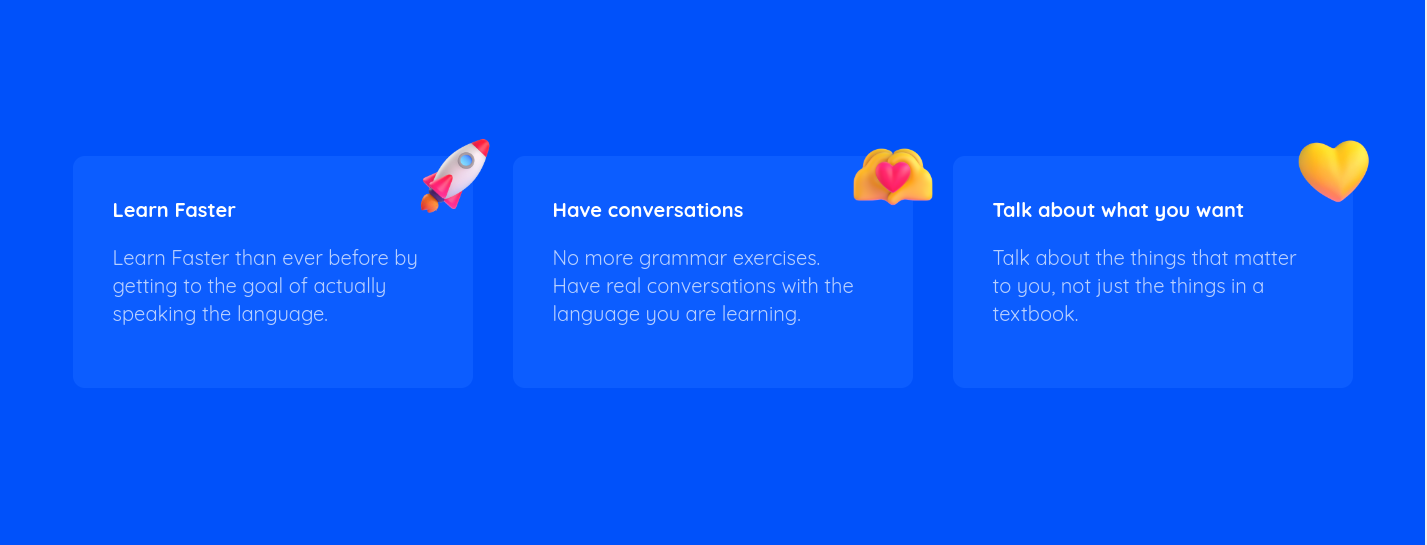 Learn Faster
Learn Faster than ever before by
getting to the goal of actually
speaking the language.
Have conversations
No more grammar exercises.
Have real conversations with the
language you are learning.
Talk about what you want
Talk about the things that matter
to you, not just the things in a
textbook.